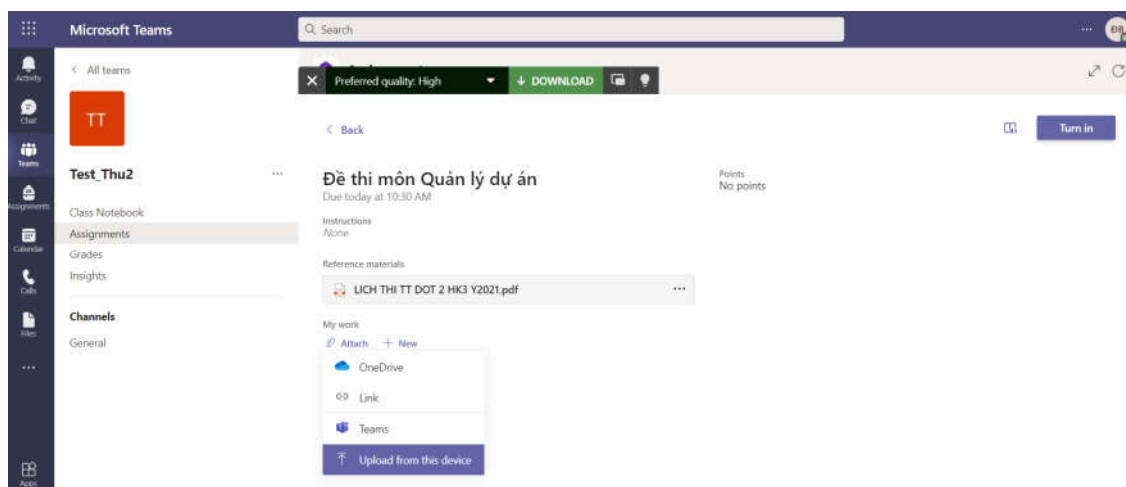 Microsoft Teams
Search
DB
Activity
Chat
Teams
Assignments
Calendar
Calls
Files
Apps
All teams
TT
Test_Thu2
Class Notebook
Assignments
Grades
Insights
Channels
General
Preferred quality: High
DOWNLOAD
Back
Turn in
Đề thi môn Quản lý dự án
Due today at 10:30 AM
Points
No points
Instructions
None
Reference materials
LICH THI TT DOT 2 HK3 Y2021.pdf
My work
Attach + New
OneDrive
Link
Teams
Upload from this device